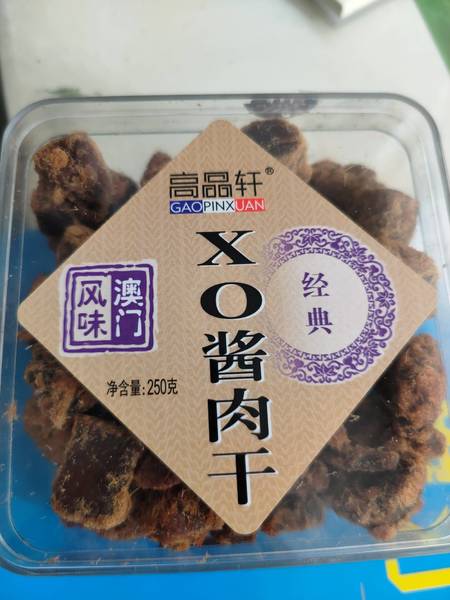 高品轩®
GAOPINXUAN
XO酱肉干
经典
澳门
风味
净含量:250克